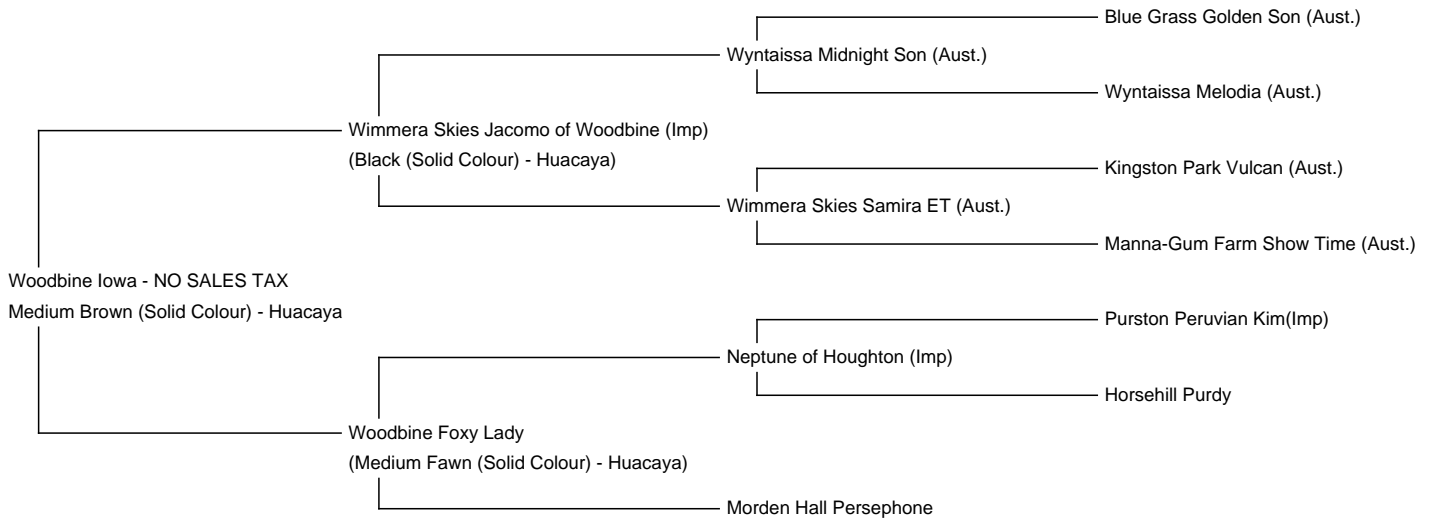 Blue Grass Golden Son (Aust.)
Wyntaissa Midnight Son (Aust.)
Wyntaissa Melodia (Aust.)
Wimmera Skies Jacomo of Woodbine (Imp)
(Black (Solid Colour) - Huacaya)
Kingston Park Vulcan (Aust.)
Wimmera Skies Samira ET (Aust.)
Manna-Gum Farm Show Time (Aust.)
Woodbine Iowa - NO SALES TAX
Medium Brown (Solid Colour) - Huacaya
Purston Peruvian Kim(Imp)
Neptune of Houghton (Imp)
Horsehill Purdy
Woodbine Foxy Lady
(Medium Fawn (Solid Colour) - Huacaya)
Morden Hall Persephone